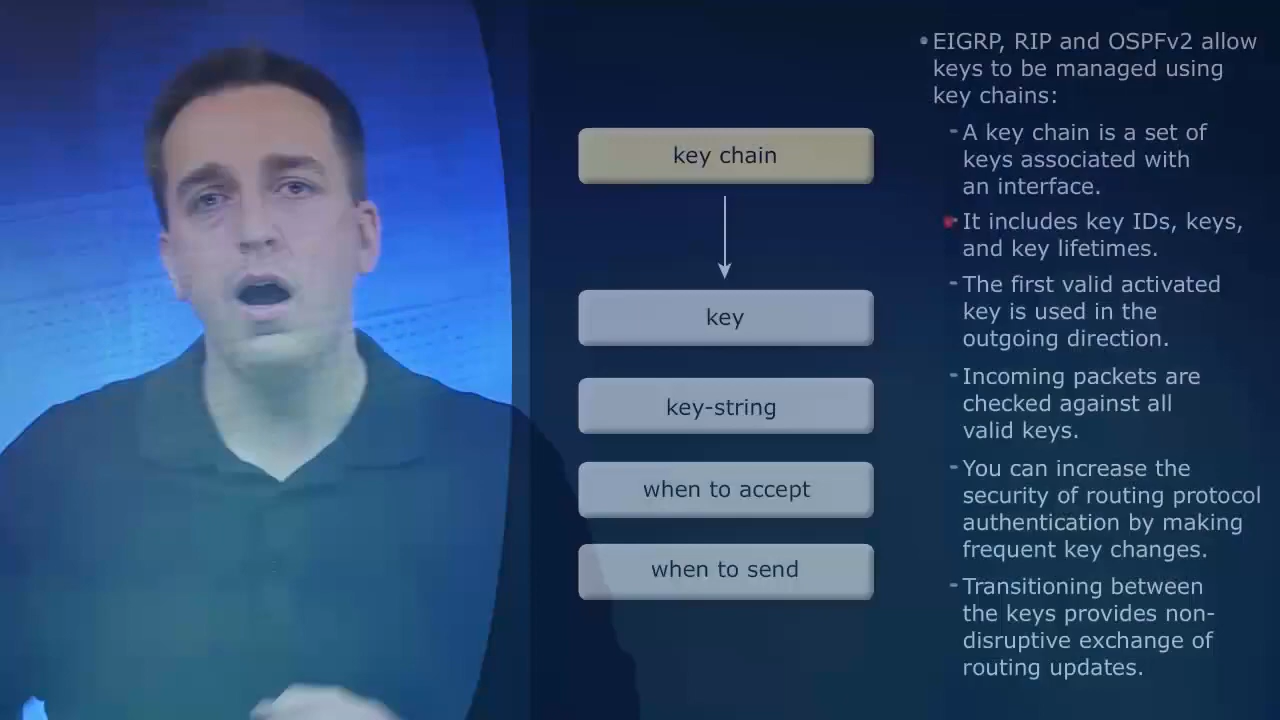 key chain
key
key-string
when to accept
when to send
EIGRP, RIP and OSPFv2 allow
keys to be managed using
key chains:
A key chain is a set of
keys associated with
an interface.
It includes key IDs, keys,
and key lifetimes.
The first valid activated
key is used in the
outgoing direction.
Incoming packets are
checked against all
valid keys.
You can increase the
security of routing protocol
authentication by making
frequent key changes.
Transitioning between
the keys provides non-
disruptive exchange of
routing updates.